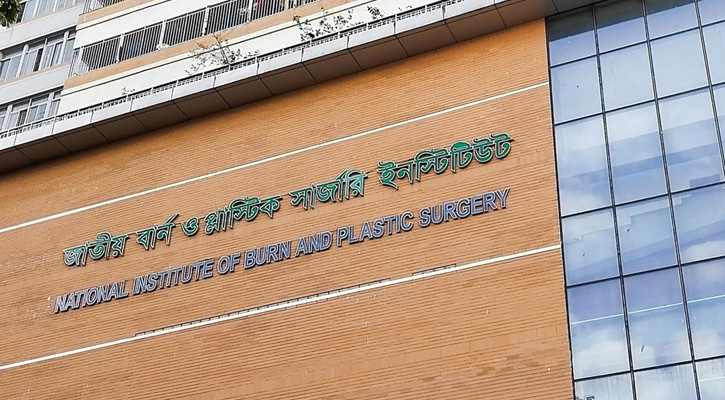 জাতীয় বার্ন ও প্লাস্টিক সার্জারি ইনস্টিটিউট
NATIONAL INSTITUTE OF BURN AND PLASTIC SURGERY